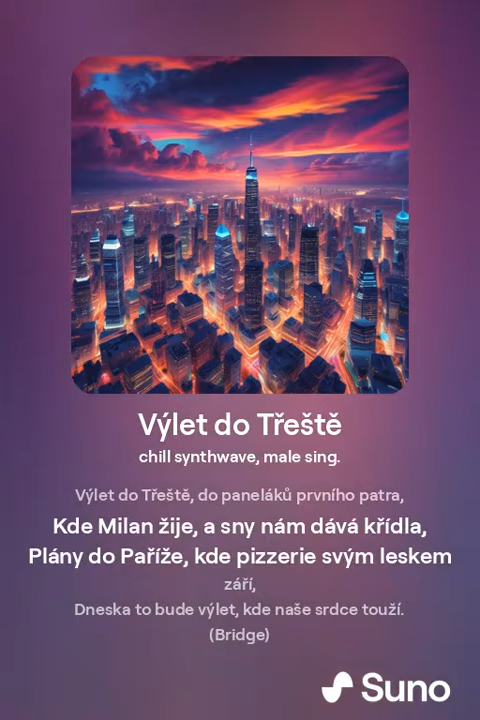 Výlet do Třeště
chill synthwave, male sing.
Výlet do Třeště, do paneláků prvního patra,
Kde Milan žije, a sny nám dává křídla,
Plány do Paříže, kde pizzerie svým leskem
září,
Dneska to bude výlet, kde naše srdce touží.
(Bridge)
Suno